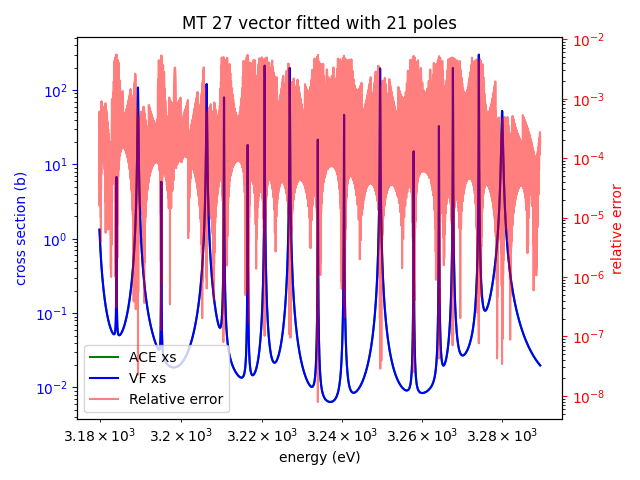 MT 27 vector fitted with 21 poles
cross section (b)
10²
10¹
10⁰
10⁻¹
10⁻²
relative error
10⁻²
10⁻³
10⁻⁴
10⁻⁵
10⁻⁶
10⁻⁷
10⁻⁸
ACE xs
VF xs
Relative error
3.18 × 10³ 3.2 × 10³ 3.22 × 10³ 3.24 × 10³ 3.26 × 10³ 3.28 × 10³
energy (eV)